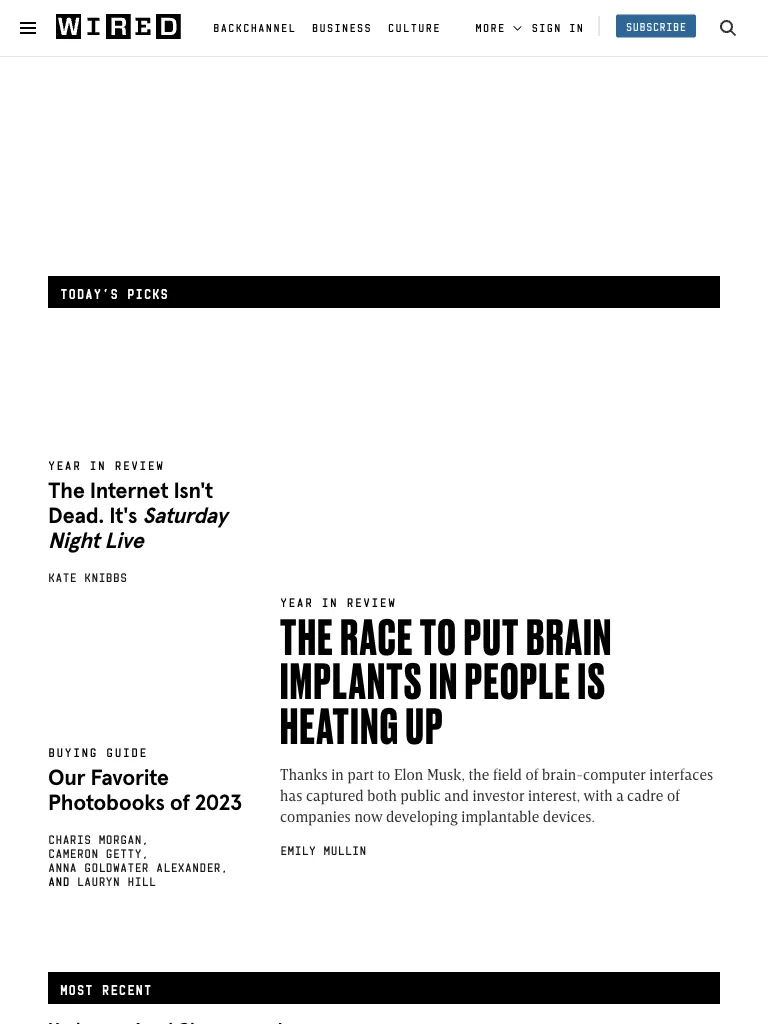 WIRED
BACKCHANNEL BUSINESS CULTURE MORE SIGN IN SUBSCRIBE
TODAY'S PICKS
YEAR IN REVIEW
The Internet Isn't
Dead. It's Saturday
Night Live
KATE KNIBBS
YEAR IN REVIEW
THE RACE TO PUT BRAIN
IMPLANTS IN PEOPLE IS
HEATING UP
Thanks in part to Elon Musk, the field of brain-computer interfaces
has captured both public and investor interest, with a cadre of
companies now developing implantable devices.
EMILY MULLIN
BUYING GUIDE
Our Favorite
Photobooks of 2023
CHARIS MORGAN,
CAMERON GETTY,
ANNA GOLDWATER ALEXANDER,
AND LAURYN HILL
MOST RECENT